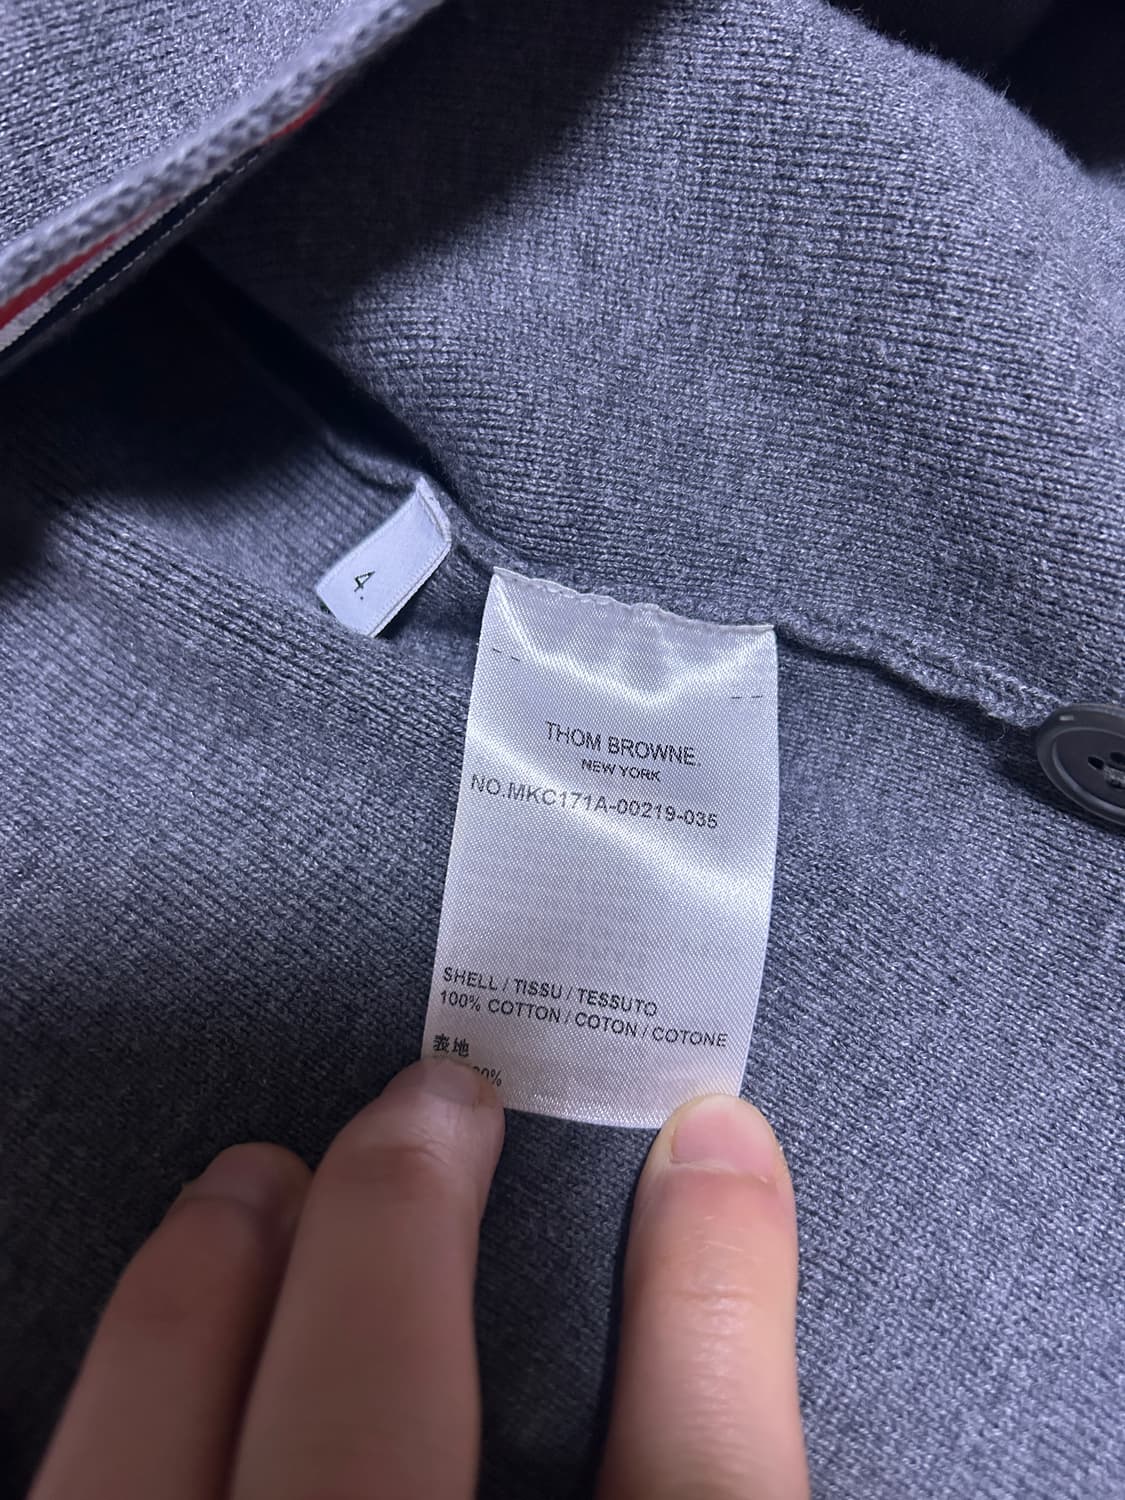 4.
THOM BROWNE.
NEW YORK
NO.MKC171A-00219-035
SHELL / TISSU / TESSUTO
100% COTTON / COTON / COTONE
表地